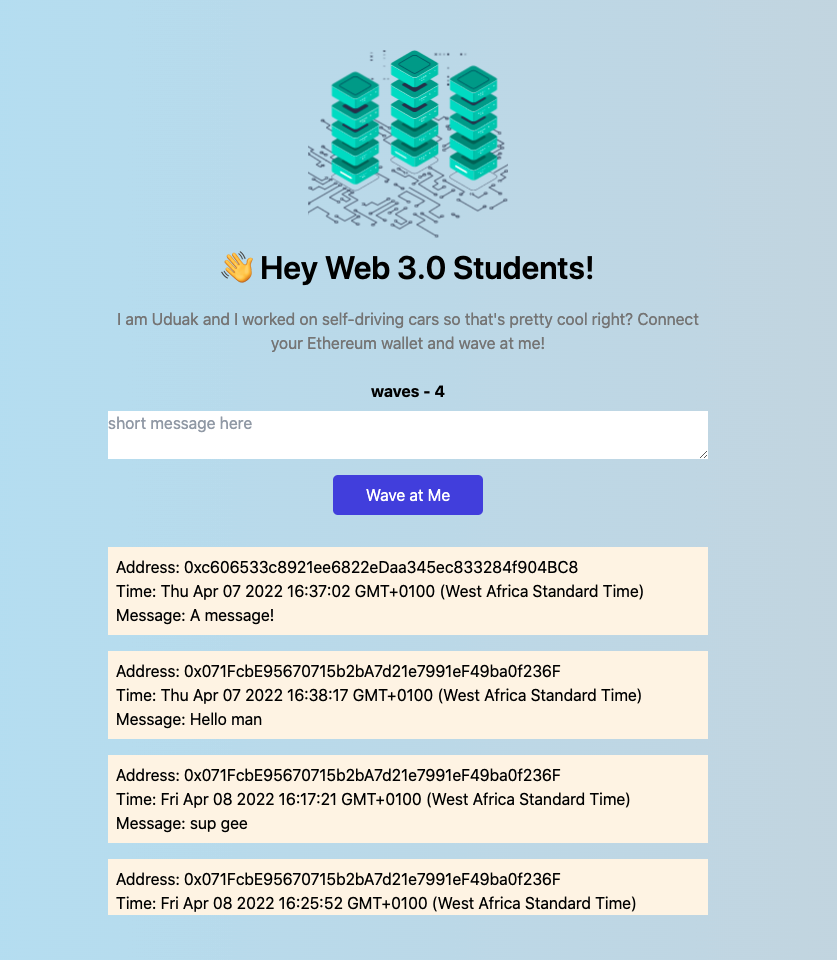 👋 Hey Web 3.0 Students!
I am Uduak and I worked on self-driving cars so that's pretty cool right? Connect
your Ethereum wallet and wave at me!
waves - 4
short message here
Wave at Me
Address: 0xc606533c8921ee6822eDaa345ec833284f904BC8
Time: Thu Apr 07 2022 16:37:02 GMT+0100 (West Africa Standard Time)
Message: A message!
Address: 0x071FcbE95670715b2bA7d21e7991eF49ba0f236F
Time: Thu Apr 07 2022 16:38:17 GMT+0100 (West Africa Standard Time)
Message: Hello man
Address: 0x071FcbE95670715b2bA7d21e7991eF49ba0f236F
Time: Fri Apr 08 2022 16:17:21 GMT+0100 (West Africa Standard Time)
Message: sup gee
Address: 0x071FcbE95670715b2bA7d21e7991eF49ba0f236F
Time: Fri Apr 08 2022 16:25:52 GMT+0100 (West Africa Standard Time)